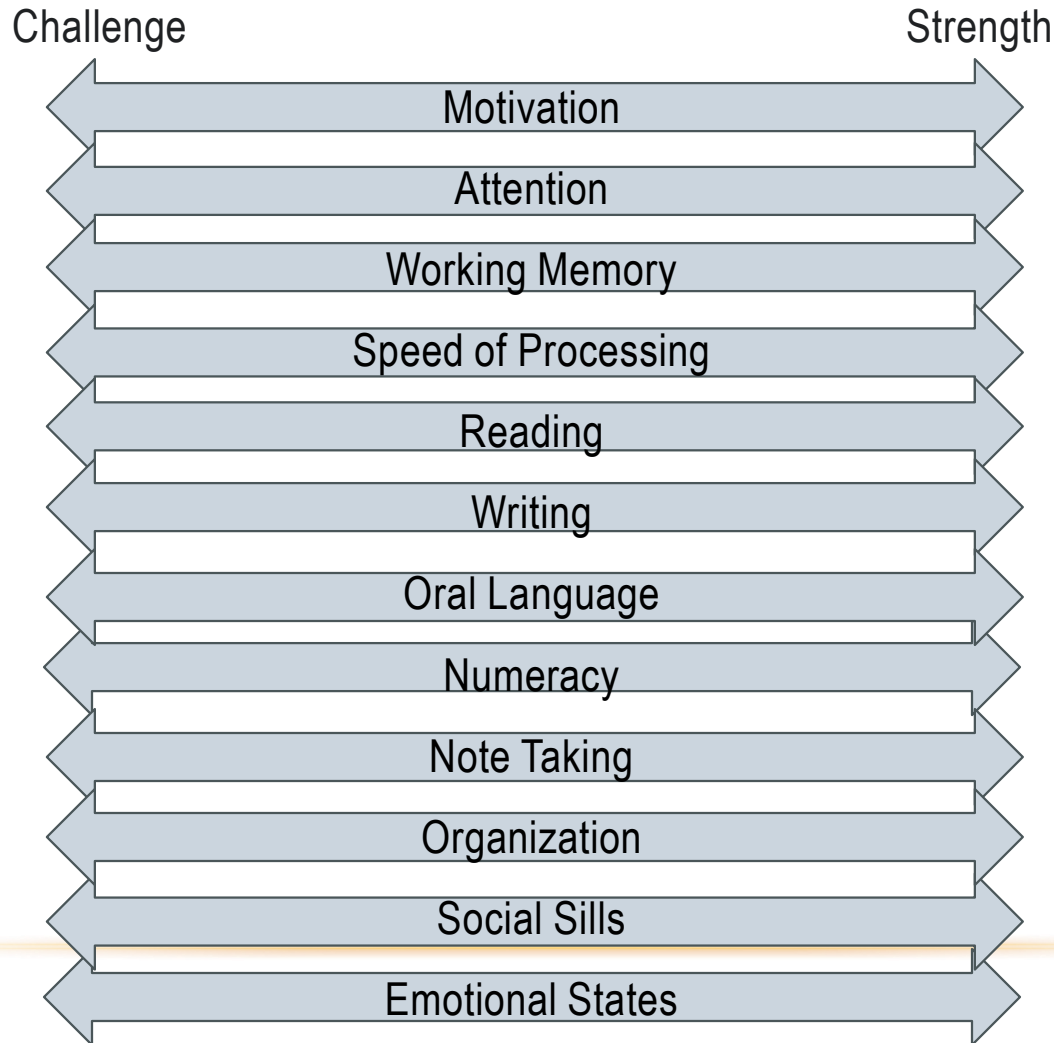 Challenge Strength
Motivation
Attention
Working Memory
Speed of Processing
Reading
Writing
Oral Language
Numeracy
Note Taking
Organization
Social Sills
Emotional States